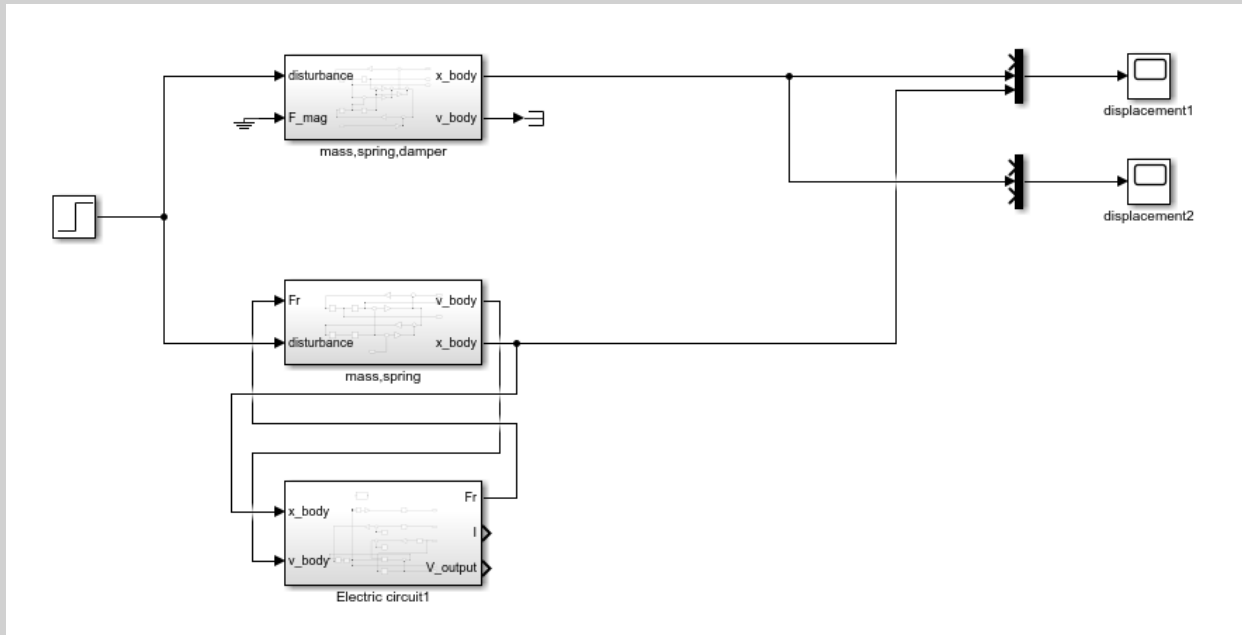 disturbance
x_body
F_mag
v_body
mass,spring,damper
displacement1
displacement2
Fr
v_body
disturbance
x_body
mass,spring
Fr
x_body
I
v_body
V_output
Electric circuit1